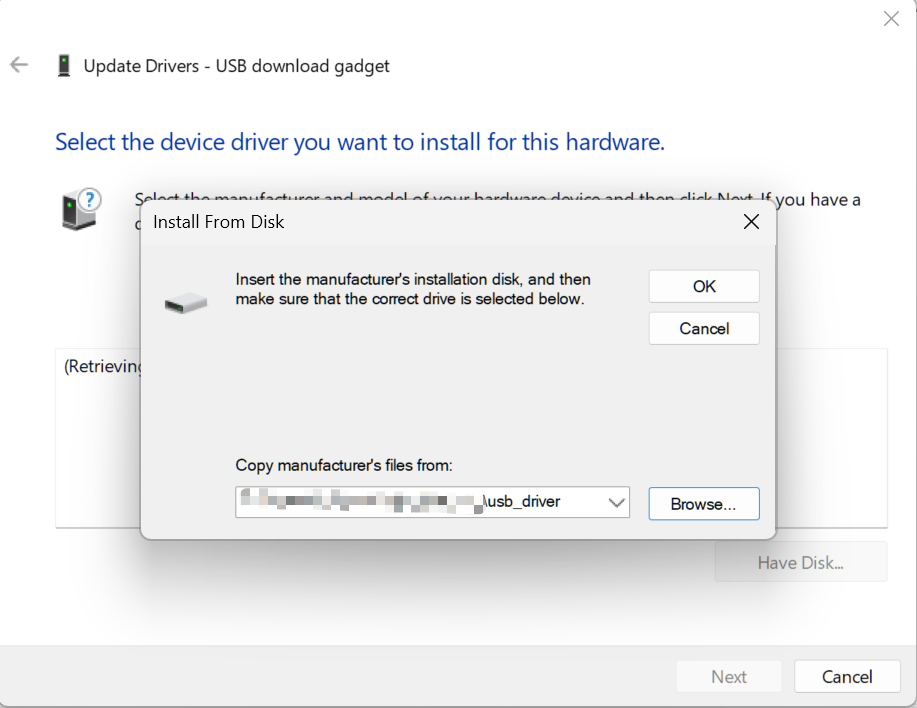 Update Drivers - USB download gadget
Select the device driver you want to install for this hardware.
Select the manufacturer and model of your hardware device and then click Next. If you have a
Install From Disk
Insert the manufacturer's installation disk, and then
make sure that the correct drive is selected below.
OK
Cancel
(Retrieving
Copy manufacturer's files from:
\usb_driver
Browse...
Have Disk...
Next
Cancel